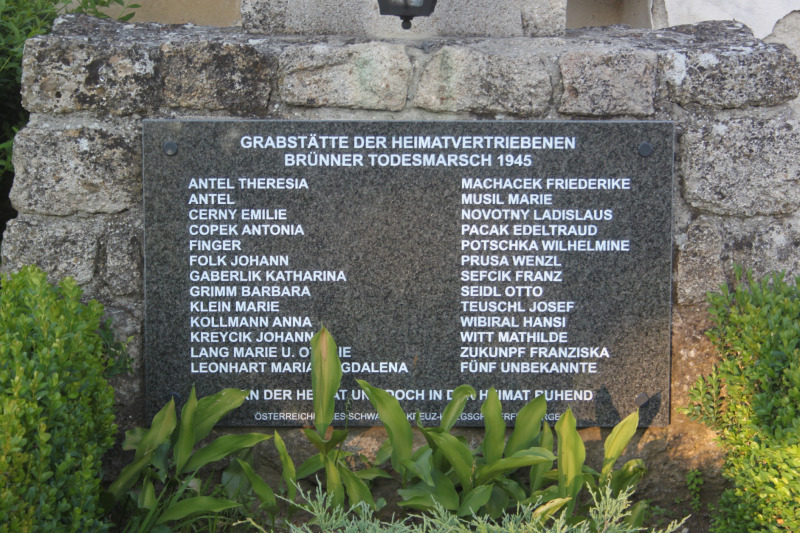 GRABSTÄTTE DER HEIMATVERTRIEBENEN
BRÜNNER TODESMARSCH 1945
ANTEL THERESIA
ANTEL
CERNY EMILIE
COPEK ANTONIA
FINGER
FOLK JOHANN
GABERLIK KATHARINA
GRIMM BARBARA
KLEIN MARIE
KOLLMANN ANNA
KREYCIK JOHANN
LANG MARIE U.
LEONHART MARIA
MACHACEK FRIEDERIKE
MUSIL MARIE
NOVOTNY LADISLAUS
PACAK EDELTRAUD
POTSCHKA WILHELMINE
PRUSA WENZL
SEFCIK FRANZ
SEIDL OTTO
TEUSCHL JOSEF
WIBIRAL HANSI
WITT MATHILDE
ZUKUNPF FRANZISKA
FÜNF UNBEKANNTE
DER DOCH IN HEIMAT RUHEND